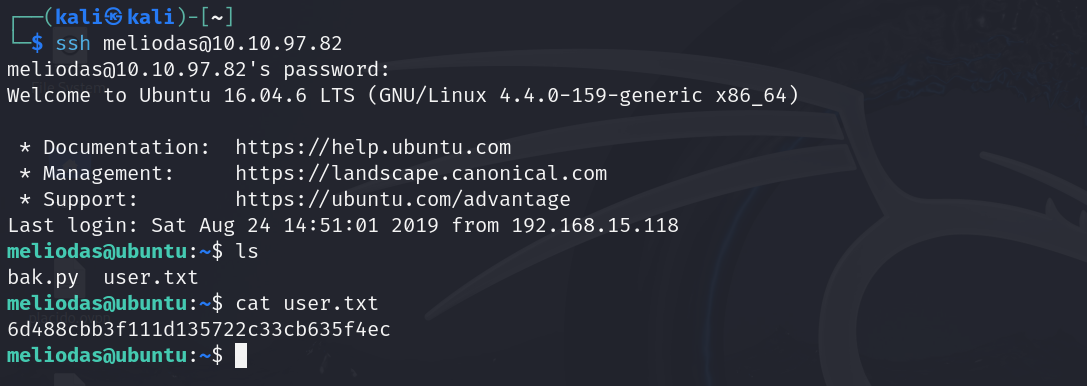 ┌──(kali㉿kali)-[~]
└─$ ssh meliodas@10.10.97.82
meliodas@10.10.97.82's password:
Welcome to Ubuntu 16.04.6 LTS (GNU/Linux 4.4.0-159-generic x86_64)

 * Documentation:  https://help.ubuntu.com
 * Management:     https://landscape.canonical.com
 * Support:        https://ubuntu.com/advantage
Last login: Sat Aug 24 14:51:01 2019 from 192.168.15.118
meliodas@ubuntu:~$ ls
bak.py  user.txt
meliodas@ubuntu:~$ cat user.txt
6d488cbb3f111d135722c33cb635f4ec
meliodas@ubuntu:~$